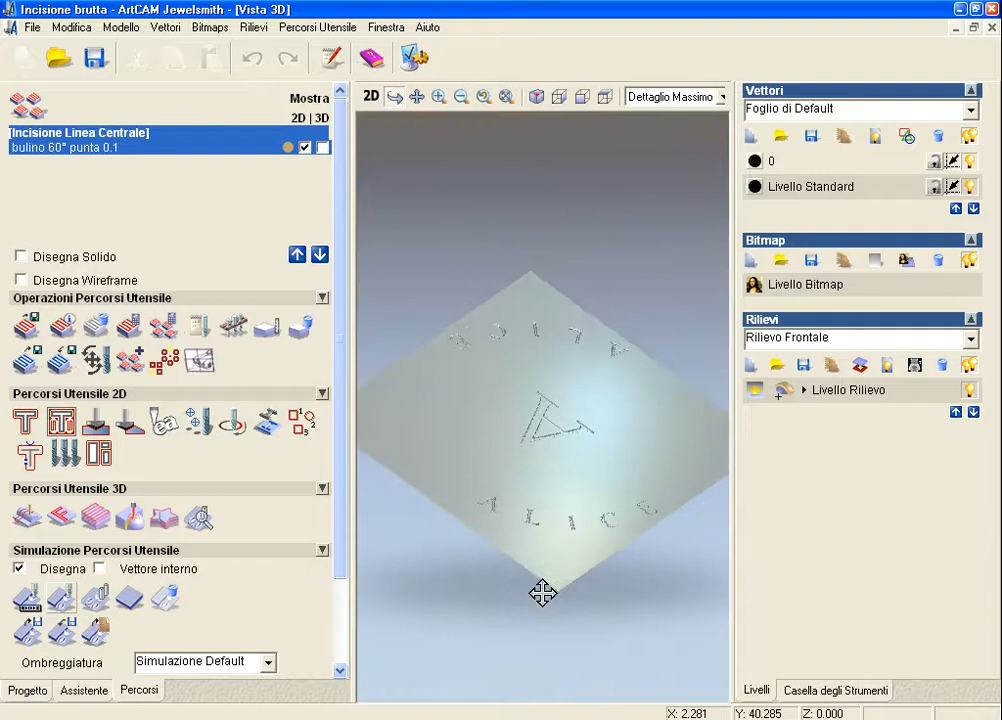 Incisione brutta - ArtCAM Jewelsmith - [Vista 3D]
File Modifica Modello Vettori Bitmaps Rilievi Percorsi Utensile Finestra Aiuto
Mostra
2D | 3D
[Incisione Linea Centrale]
bulino 60° punta 0.1
Disegna Solido
Disegna Wireframe
Operazioni Percorsi Utensile
Percorsi Utensile 2D
Percorsi Utensile 3D
Simulazione Percorsi Utensile
Disegna Vettore interno
Ombreggiatura Simulazione Default
Progetto Assistente Percorsi
2D Dettaglio Massimo
A
ALICE
Vettori
Foglio di Default
0
Livello Standard
Bitmap
Livello Bitmap
Rilievi
Rilievo Frontale
Livello Rilievo
Livelli Casella degli Strumenti
X: 2.281 Y: 40.285 Z: 0.000